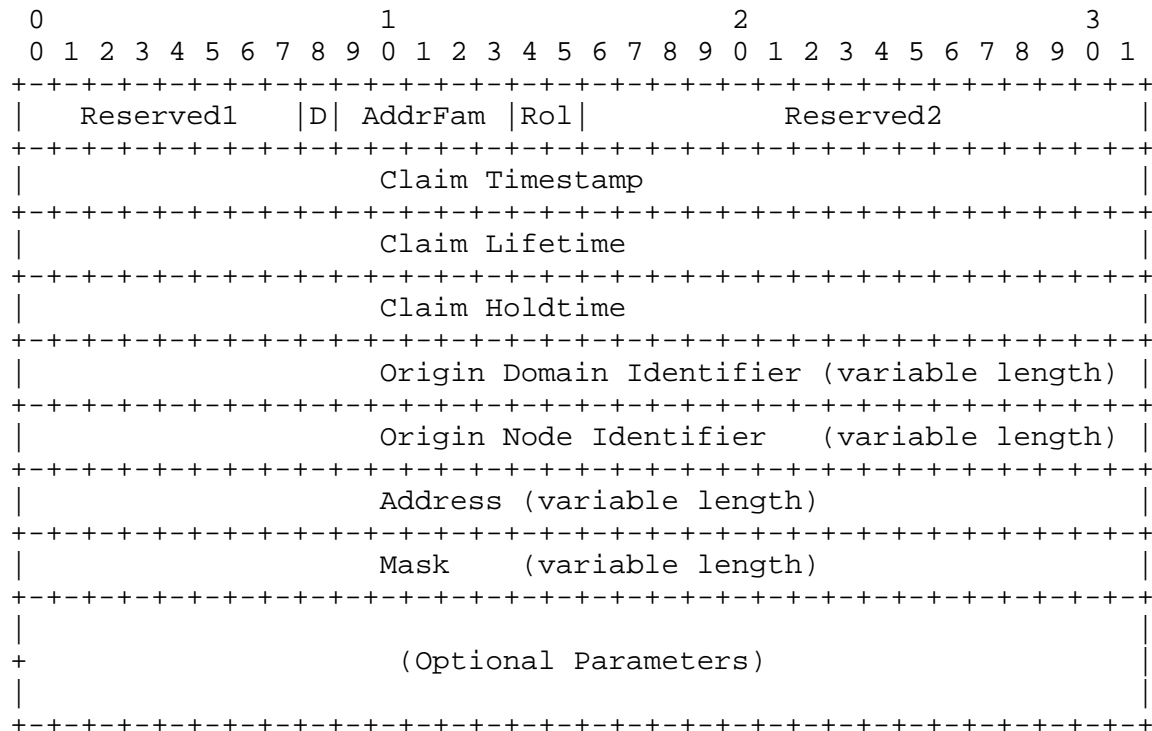 0                   1                   2                   3
 0 1 2 3 4 5 6 7 8 9 0 1 2 3 4 5 6 7 8 9 0 1 2 3 4 5 6 7 8 9 0 1
+-+-+-+-+-+-+-+-+-+-+-+-+-+-+-+-+-+-+-+-+-+-+-+-+-+-+-+-+-+-+-+-+
|   Reserved1   |D| AddrFam |Rol|           Reserved2           |
+-+-+-+-+-+-+-+-+-+-+-+-+-+-+-+-+-+-+-+-+-+-+-+-+-+-+-+-+-+-+-+-+
|                    Claim Timestamp                            |
+-+-+-+-+-+-+-+-+-+-+-+-+-+-+-+-+-+-+-+-+-+-+-+-+-+-+-+-+-+-+-+-+
|                    Claim Lifetime                             |
+-+-+-+-+-+-+-+-+-+-+-+-+-+-+-+-+-+-+-+-+-+-+-+-+-+-+-+-+-+-+-+-+
|                    Claim Holdtime                             |
+-+-+-+-+-+-+-+-+-+-+-+-+-+-+-+-+-+-+-+-+-+-+-+-+-+-+-+-+-+-+-+-+
|                    Origin Domain Identifier (variable length) |
+-+-+-+-+-+-+-+-+-+-+-+-+-+-+-+-+-+-+-+-+-+-+-+-+-+-+-+-+-+-+-+-+
|                    Origin Node Identifier   (variable length) |
+-+-+-+-+-+-+-+-+-+-+-+-+-+-+-+-+-+-+-+-+-+-+-+-+-+-+-+-+-+-+-+-+
|                    Address (variable length)                  |
+-+-+-+-+-+-+-+-+-+-+-+-+-+-+-+-+-+-+-+-+-+-+-+-+-+-+-+-+-+-+-+-+
|                    Mask    (variable length)                  |
+-+-+-+-+-+-+-+-+-+-+-+-+-+-+-+-+-+-+-+-+-+-+-+-+-+-+-+-+-+-+-+-+
|                                                               |
+                     (Optional Parameters)                     |
|                                                               |
+-+-+-+-+-+-+-+-+-+-+-+-+-+-+-+-+-+-+-+-+-+-+-+-+-+-+-+-+-+-+-+-+